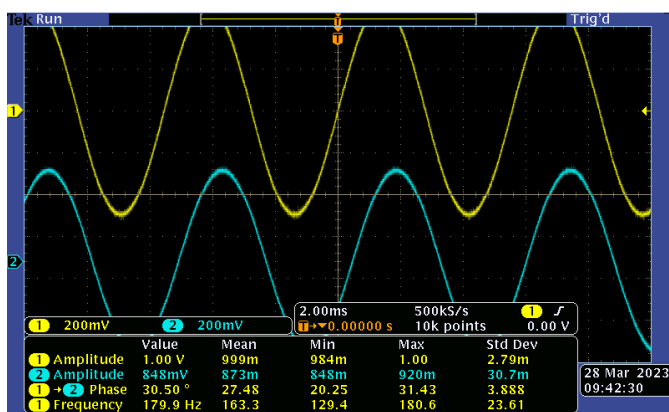 Tek Run Trig'd
T
T
1
2
1 200mV 2 200mV
2.00ms 500kS/s 1
T→▼0.00000 s 10k points 0.00 V
Value Mean Min Max Std Dev
1 Amplitude 1.00 V 999m 984m 1.00 2.79m
2 Amplitude 848mV 873m 848m 920m 30.7m
1 → 2 Phase 30.50 ° 27.48 20.25 31.43 3.888
1 Frequency 179.9 Hz 163.3 129.4 180.6 23.61
28 Mar 2023
09:42:30